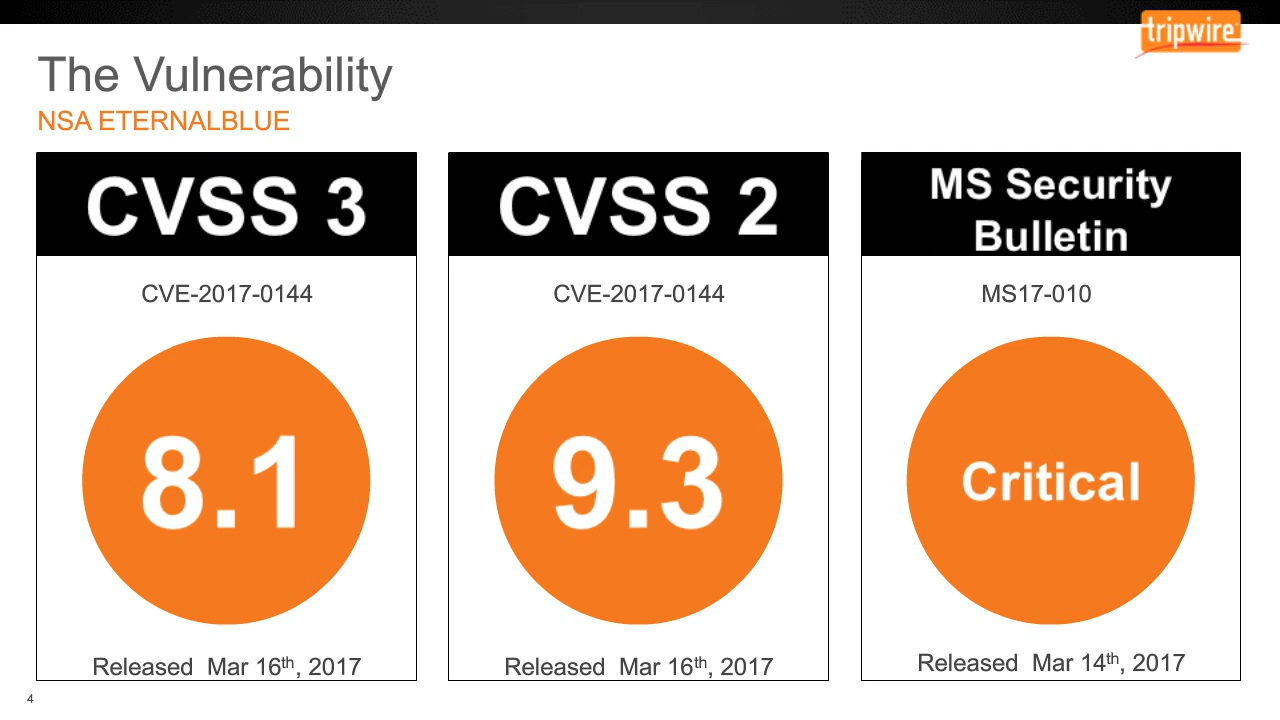 tripwire
The Vulnerability
NSA ETERNALBLUE
CVSS 3
CVE-2017-0144
8.1
Released Mar 16th, 2017
CVSS 2
CVE-2017-0144
9.3
Released Mar 16th, 2017
MS Security
Bulletin
MS17-010
Critical
Released Mar 14th, 2017
4